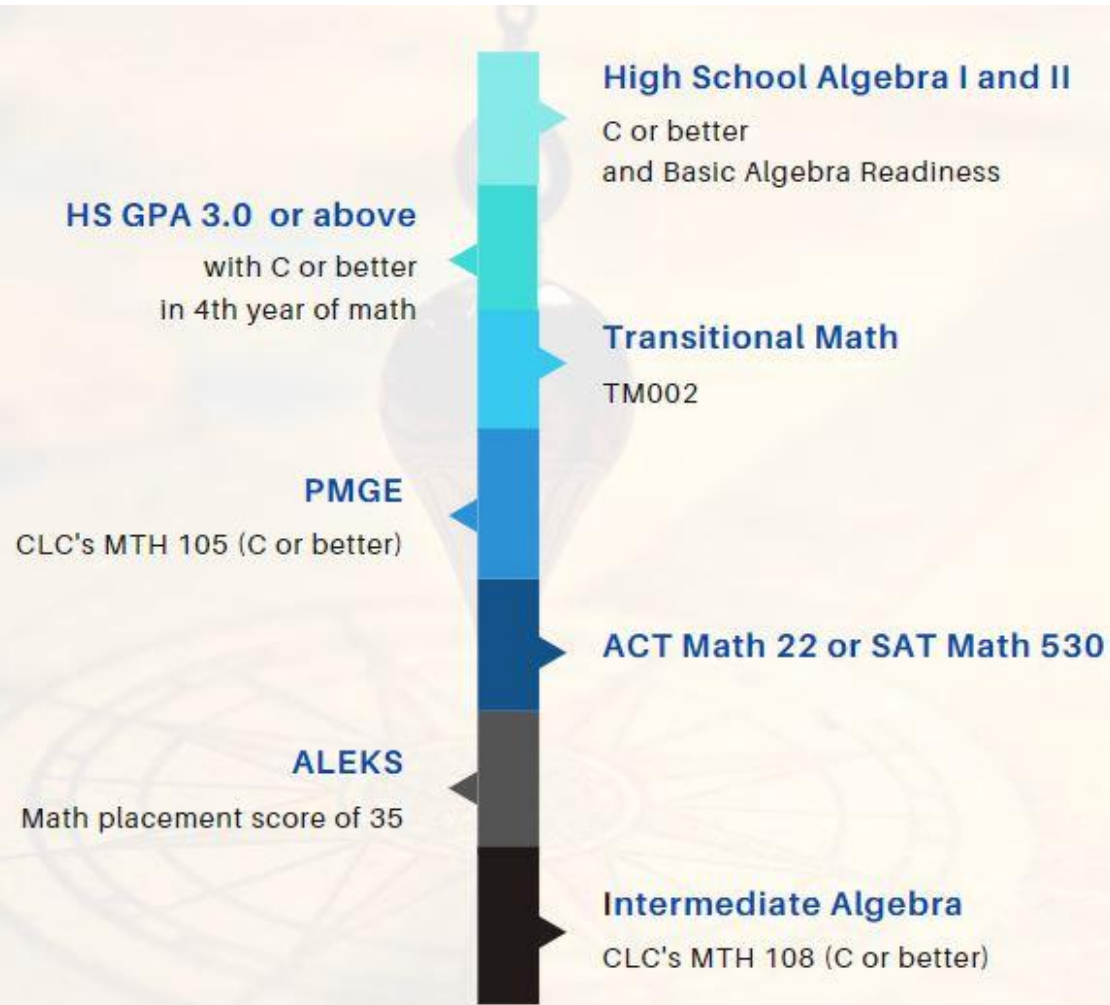 High School Algebra I and II
C or better
and Basic Algebra Readiness
HS GPA 3.0 or above
with C or better
in 4th year of math
Transitional Math
TM002
PMGE
CLC's MTH 105 (C or better)
ACT Math 22 or SAT Math 530
ALEKS
Math placement score of 35
Intermediate Algebra
CLC's MTH 108 (C or better)